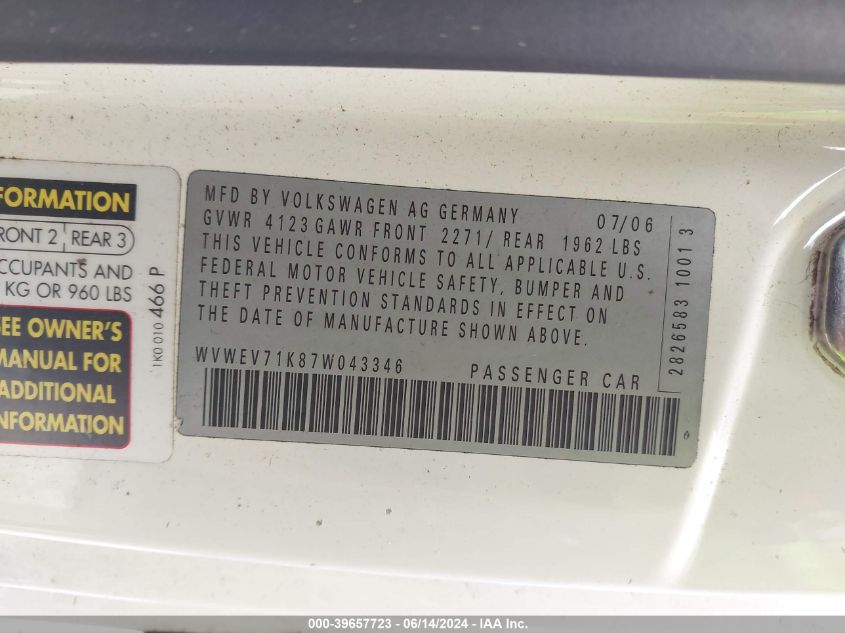 FORMATION
FRONT 2 REAR 3
CCUPANTS AND
KG OR 960 LBS
SEE OWNER'S
MANUAL FOR
ADDITIONAL
INFORMATION
1K0 010 466 P
MFD BY VOLKSWAGEN AG GERMANY 07/06
GVWR 4123 GAWR FRONT 2271/ REAR 1962 LBS
THIS VEHICLE CONFORMS TO ALL APPLICABLE U.S.
FEDERAL MOTOR VEHICLE SAFETY, BUMPER AND
THEFT PREVENTION STANDARDS IN EFFECT ON
THE DATE OF MANUFACTURE SHOWN ABOVE.
WVWEV71K87W043346 PASSENGER CAR
2826583 1001 3
000-39657723 - 06/14/2024 - IAA Inc.